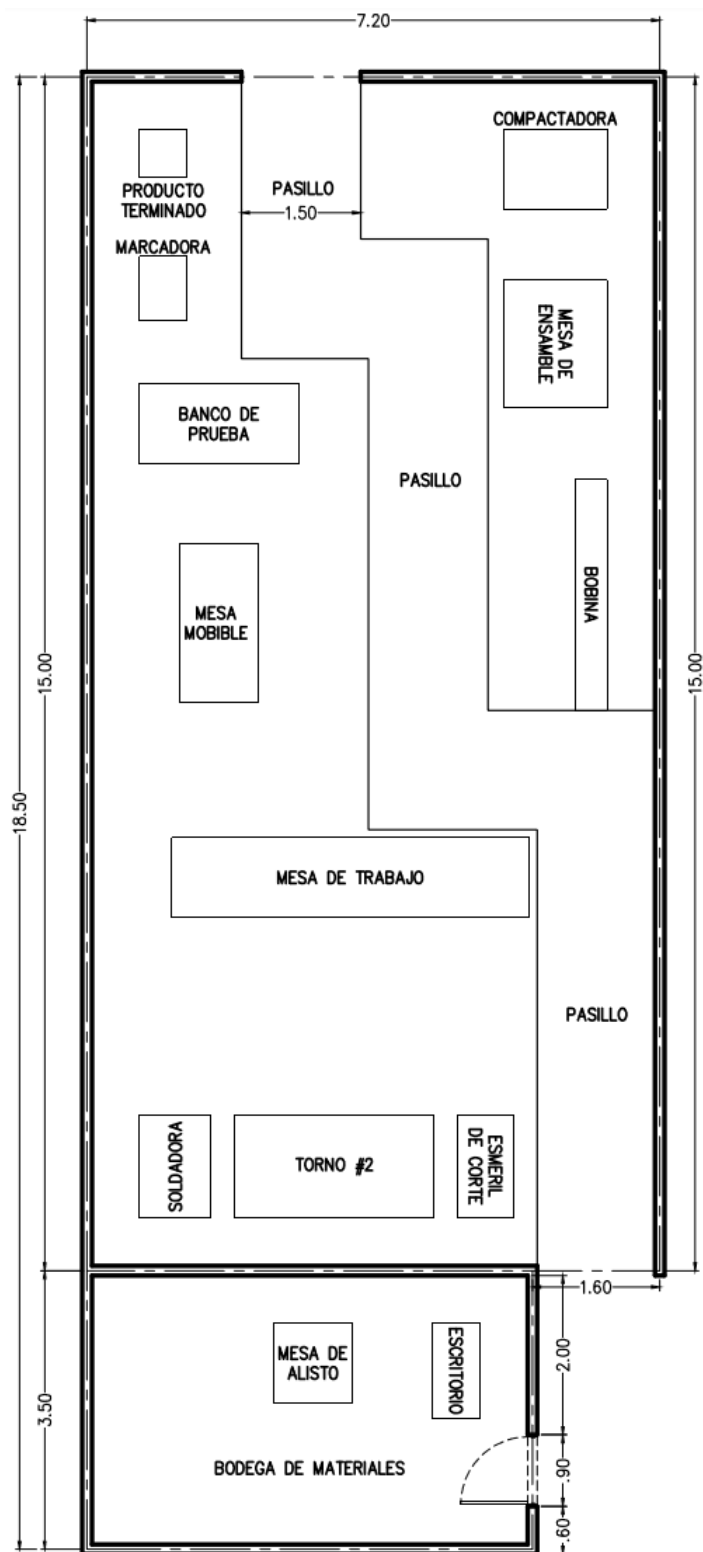 7.20
COMPACTADORA
PRODUCTO
TERMINADO
PASILLO
1.50
MARCADORA
MESA DE
ENSAMBLE
BANCO DE
PRUEBA
PASILLO
BOBINA
MESA
MOBIBLE
15.00
15.00
18.50
MESA DE TRABAJO
PASILLO
SOLDADORA
TORNO #2
ESMERIL
DE CORTE
1.60
MESA DE
ALISTO
ESCRITORIO
2.00
3.50
BODEGA DE MATERIALES
.90
.60